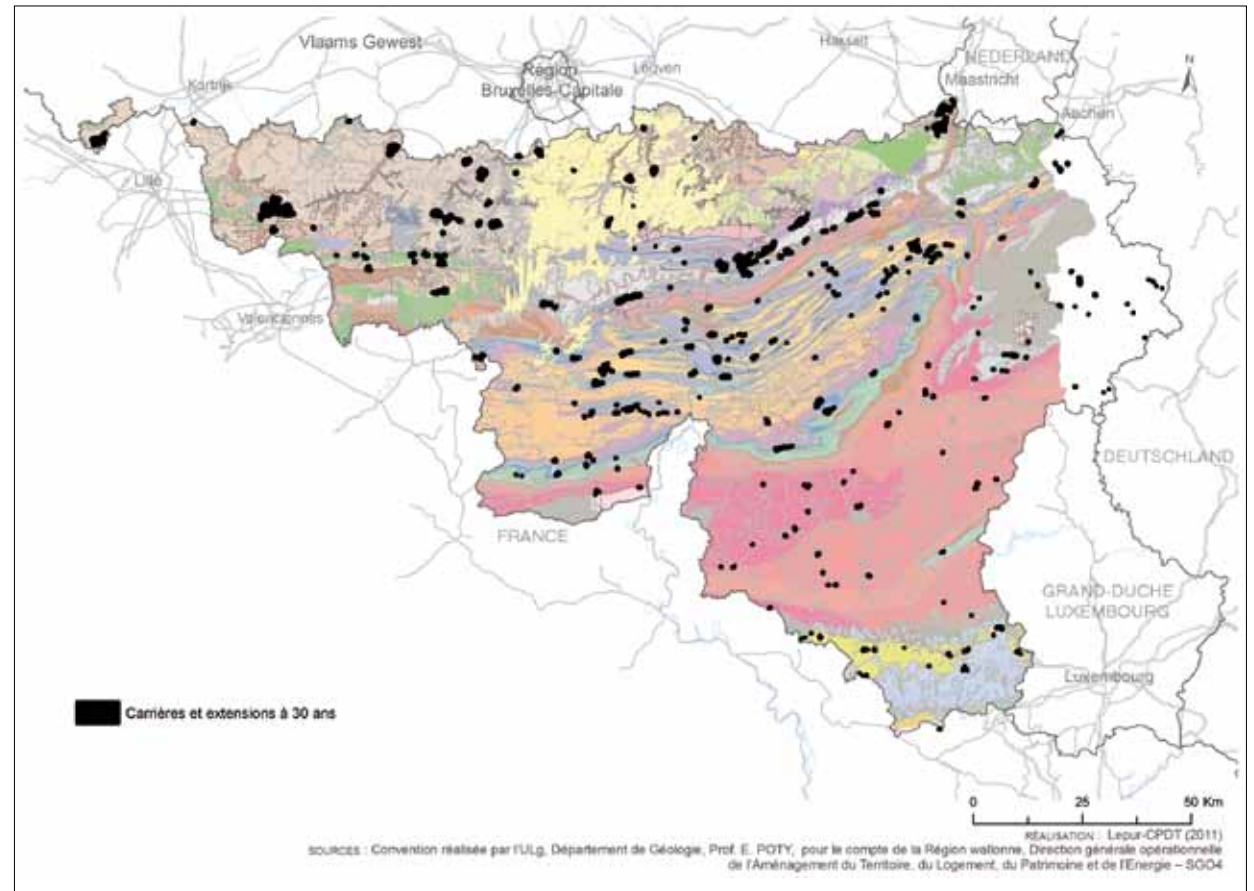 Vlaams Gewest
Hasselt
NEDERLAND
Maastricht
N
Kortrijk
Région
Bruxelles-Capitale
Leuven
Aachen
Lille
Valenciennes
DEUTSCHLAND
FRANCE
GRAND-DUCHE
LUXEMBOURG
Luxembourg
Carrières et extensions à 30 ans
0 25 50 Km
RÉALISATION : Lepur-CPDT (2011)
SOURCES : Convention réalisée par l'ULg, Département de Géologie, Prof. E. POTY, pour le compte de la Région wallonne, Direction générale opérationnelle
de l'Aménagement du Territoire, du Logement, du Patrimoine et de l'Energie – SGO4